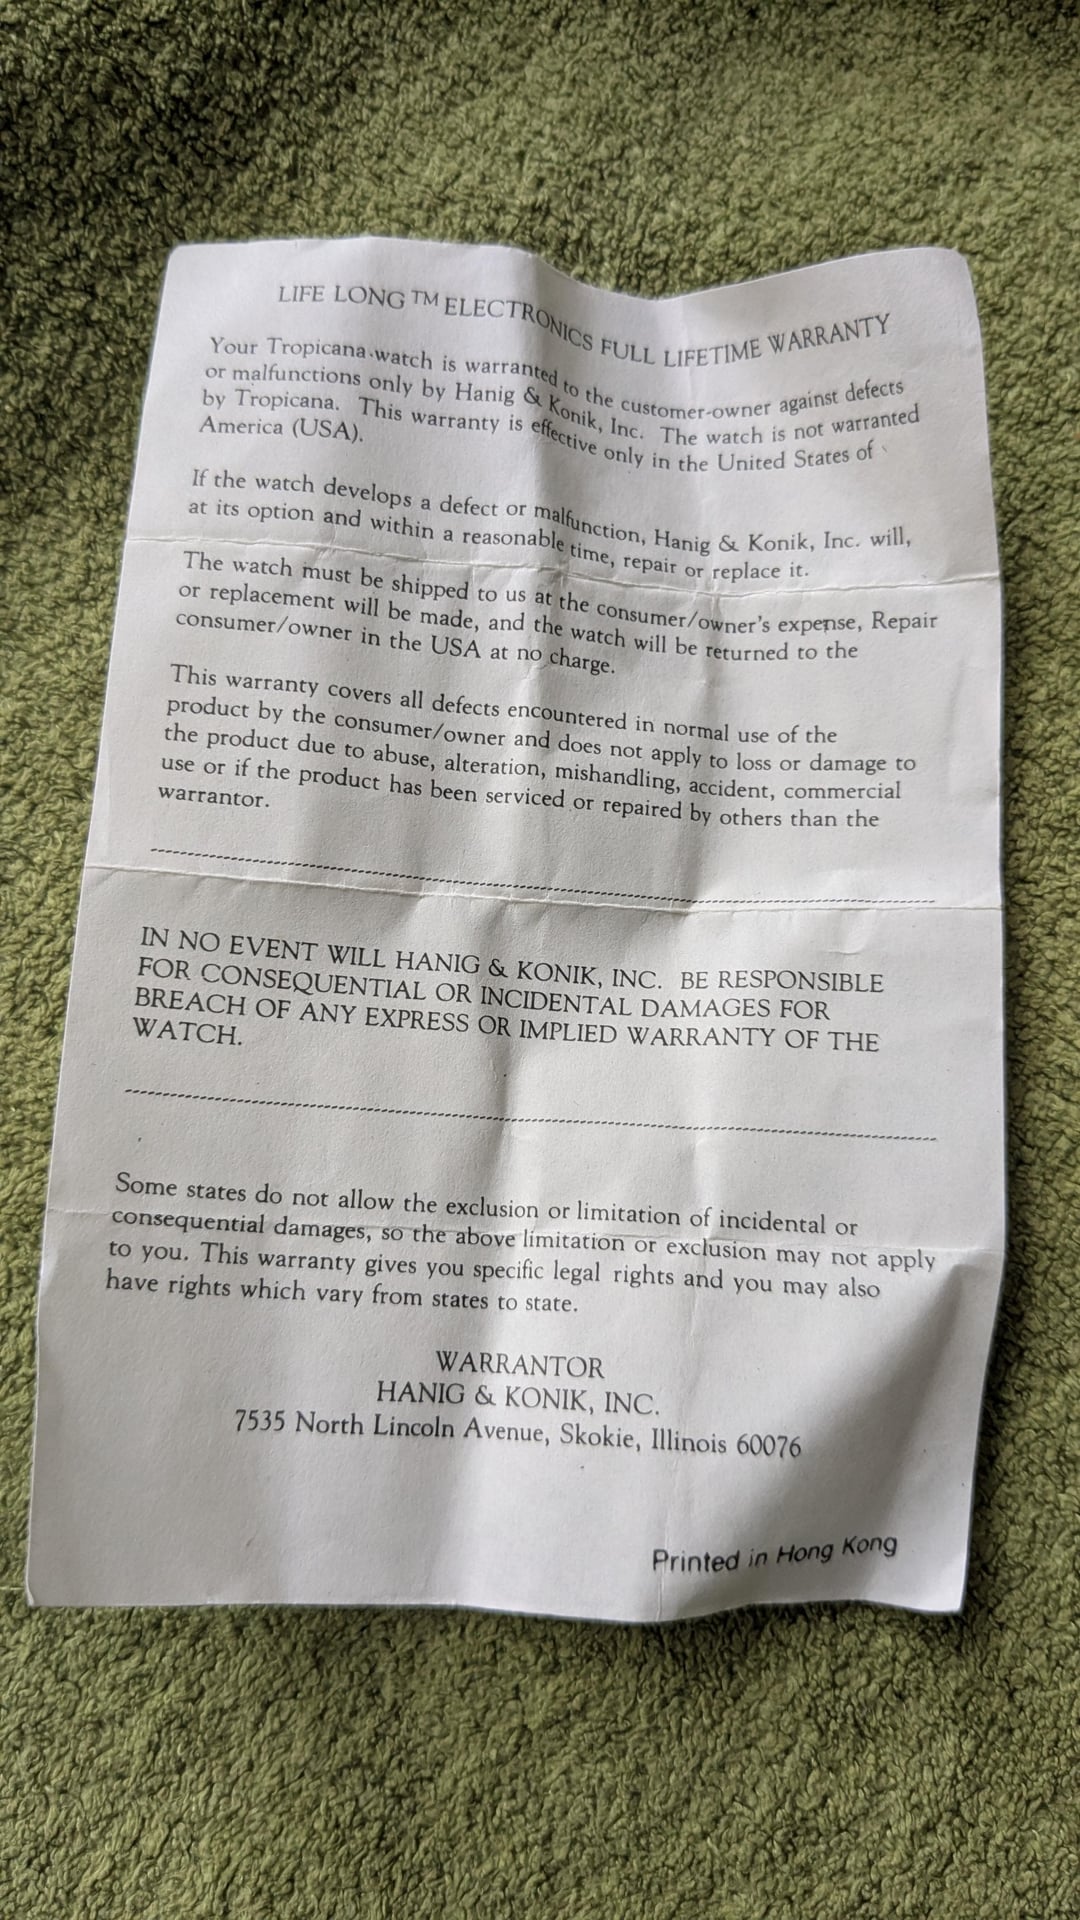 LIFE LONG ™ ELECTRONICS FULL LIFETIME WARRANTY
Your Tropicana watch is warranted to the customer-owner against defects
or malfunctions only by Hanig & Konik, Inc. The watch is not warranted
by Tropicana. This warranty is effective only in the United States of
America (USA).
If the watch develops a defect or malfunction, Hanig & Konik, Inc. will,
at its option and within a reasonable time, repair or replace it.
The watch must be shipped to us at the consumer/owner's expense, Repair
or replacement will be made, and the watch will be returned to the
consumer/owner in the USA at no charge.
This warranty covers all defects encountered in normal use of the
product by the consumer/owner and does not apply to loss or damage to
the product due to abuse, alteration, mishandling, accident, commercial
use or if the product has been serviced or repaired by others than the
warrantor.
IN NO EVENT WILL HANIG & KONIK, INC. BE RESPONSIBLE
FOR CONSEQUENTIAL OR INCIDENTAL DAMAGES FOR
BREACH OF ANY EXPRESS OR IMPLIED WARRANTY OF THE
WATCH.
Some states do not allow the exclusion or limitation of incidental or
consequential damages, so the above limitation or exclusion may not apply
to you. This warranty gives you specific legal rights and you may also
have rights which vary from states to state.
WARRANTOR
HANIG & KONIK, INC.
7535 North Lincoln Avenue, Skokie, Illinois 60076
Printed in Hong Kong